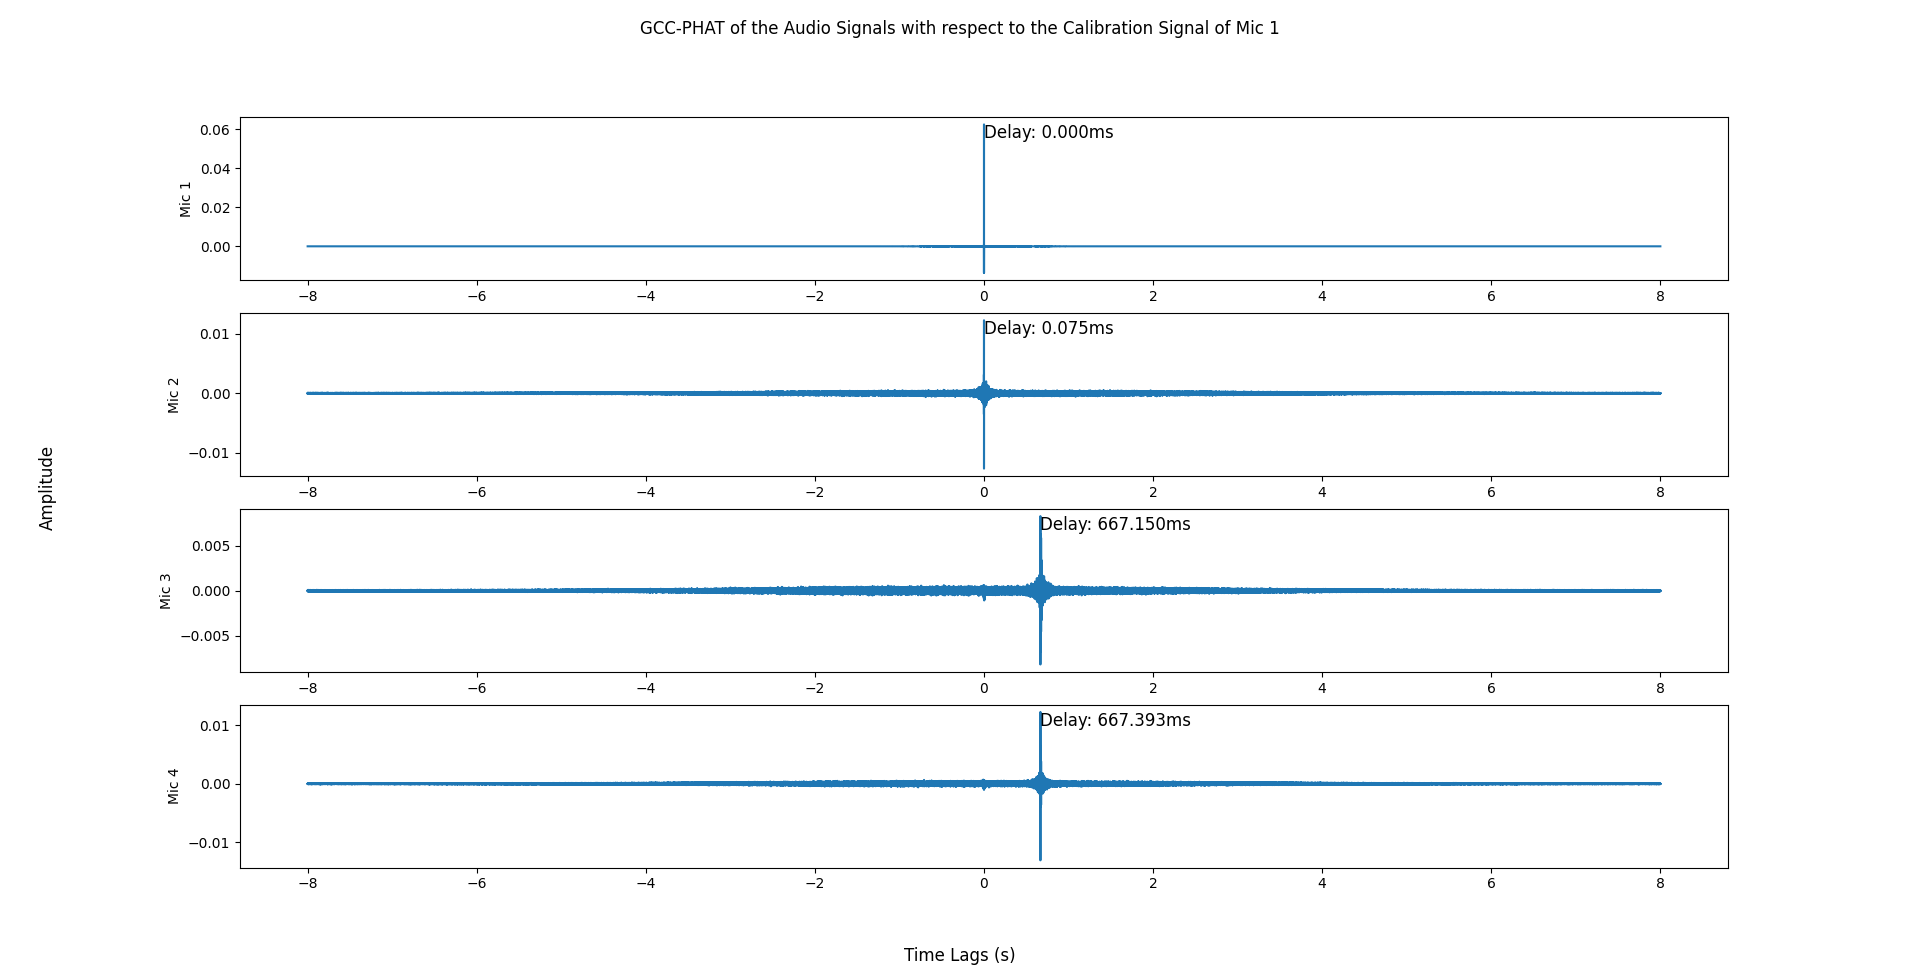 GCC-PHAT of the Audio Signals with respect to the Calibration Signal of Mic 1
Delay: 0.000ms
0.06
0.04
0.02
0.00
Mic 1
−8 −6 −4 −2 0 2 4 6 8
Delay: 0.075ms
0.01
0.00
−0.01
Mic 2
−8 −6 −4 −2 0 2 4 6 8
Delay: 667.150ms
0.005
0.000
−0.005
Mic 3
−8 −6 −4 −2 0 2 4 6 8
Delay: 667.393ms
0.01
0.00
−0.01
Mic 4
−8 −6 −4 −2 0 2 4 6 8
Amplitude
Time Lags (s)